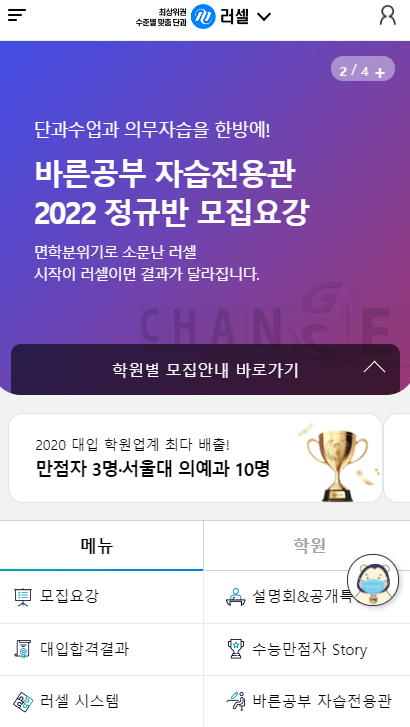 최상위권
수준별 맞춤 단과
러셀
2 / 4 +
단과수업과 의무자습을 한방에!
바른공부 자습전용관
2022 정규반 모집요강
면학분위기로 소문난 러셀
시작이 러셀이면 결과가 달라집니다.
CHANGE
학원별 모집안내 바로가기
2020 대입 학원업계 최다 배출!
만점자 3명·서울대 의예과 10명
메뉴
학원
모집요강
설명회&공개특
대입합격결과
수능만점자 Story
러셀 시스템
바른공부 자습전용관